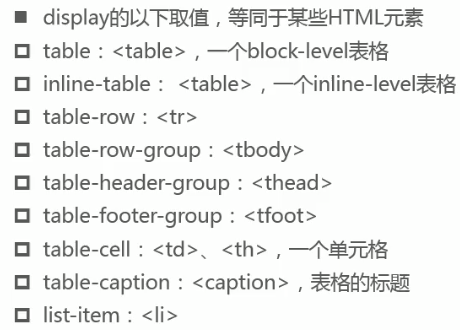 display的以下取值，等同于某些HTML元素
table：<table>，一个block-level表格
inline-table： <table>，一个inline-level表格
table-row：<tr>
table-row-group：<tbody>
table-header-group：<thead>
table-footer-group：<tfoot>
table-cell：<td>、<th>，一个单元格
table-caption：<caption>，表格的标题
list-item：<li>